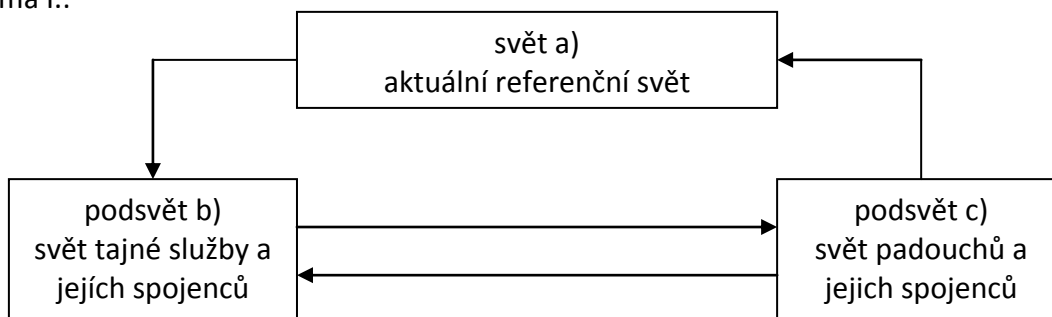 svět a)
aktuální referenční svět
podsvět b)
svět tajné služby a
jejích spojenců
podsvět c)
svět padouchů a
jejich spojenců